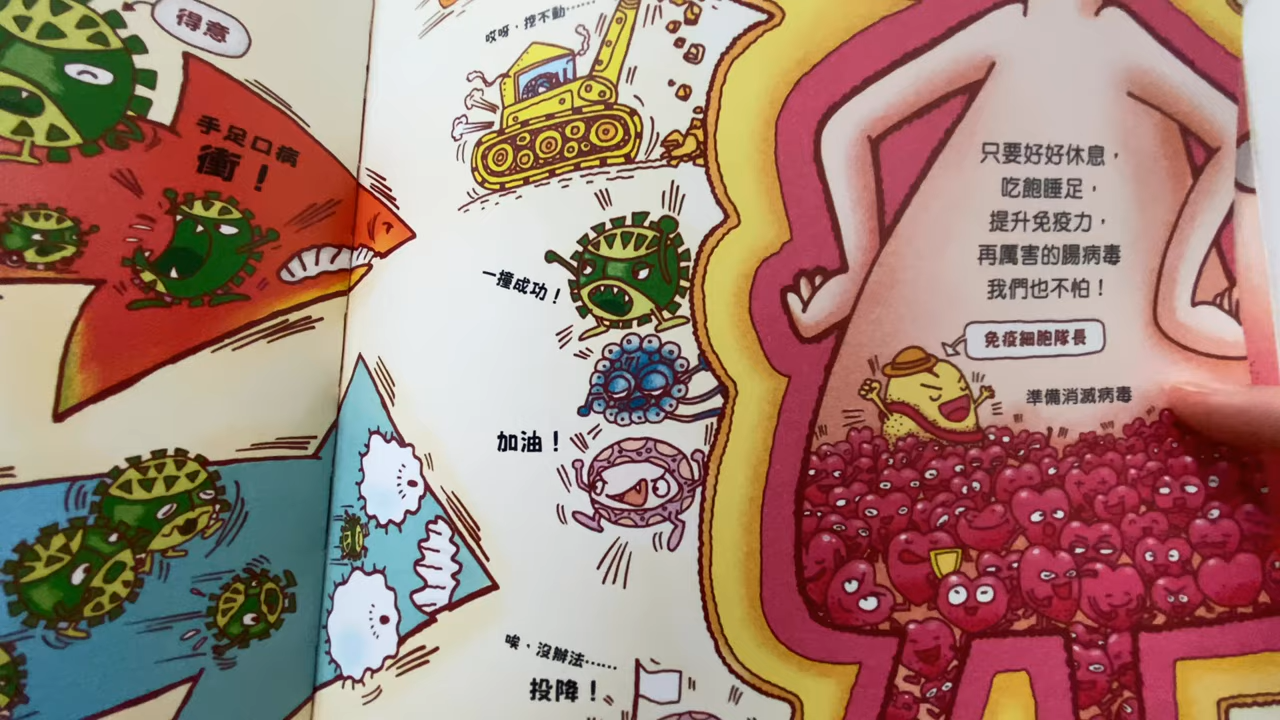 得意
手足口病
衝！
哎呀，挖不動……
一撞成功！
加油！
唉，沒辦法……
投降！
只要好好休息，
吃飽睡足，
提升免疫力，
再厲害的腸病毒
我們也不怕！
免疫細胞隊長
準備消滅病毒